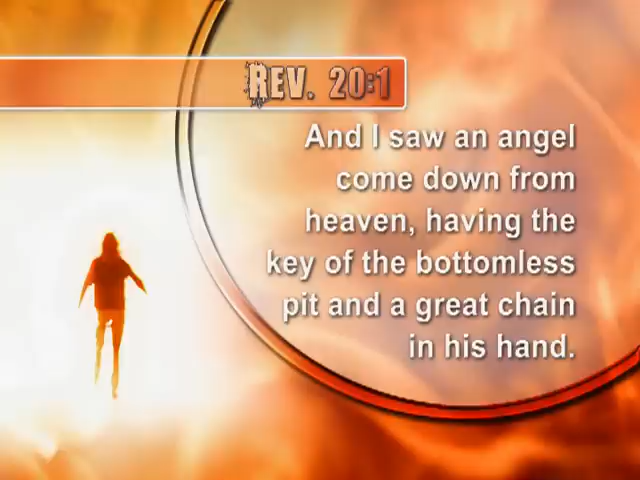 REV. 20:1
And I saw an angel
come down from
heaven, having the
key of the bottomless
pit and a great chain
in his hand.